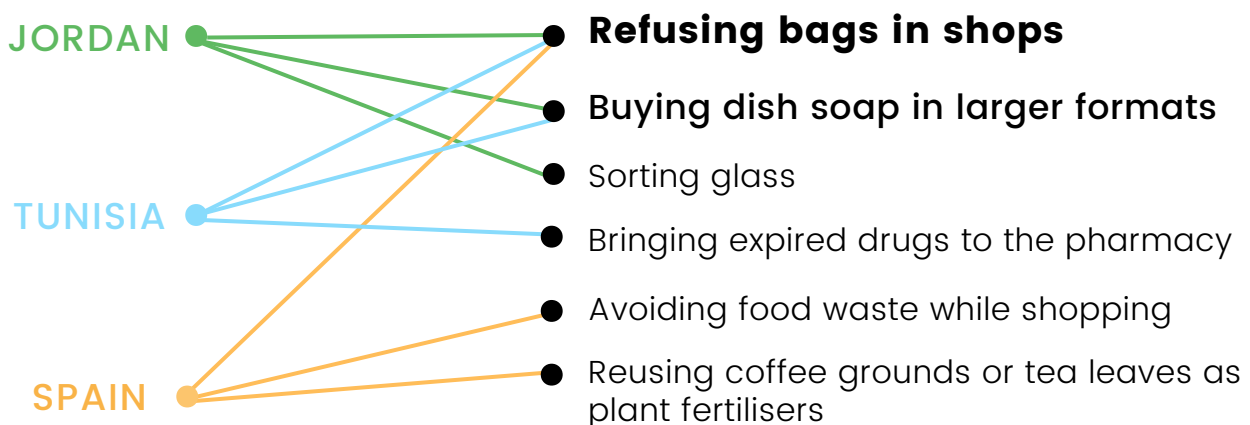 JORDAN
Refusing bags in shops
Buying dish soap in larger formats
Sorting glass
TUNISIA
Bringing expired drugs to the pharmacy
Avoiding food waste while shopping
SPAIN
Reusing coffee grounds or tea leaves as
plant fertilisers